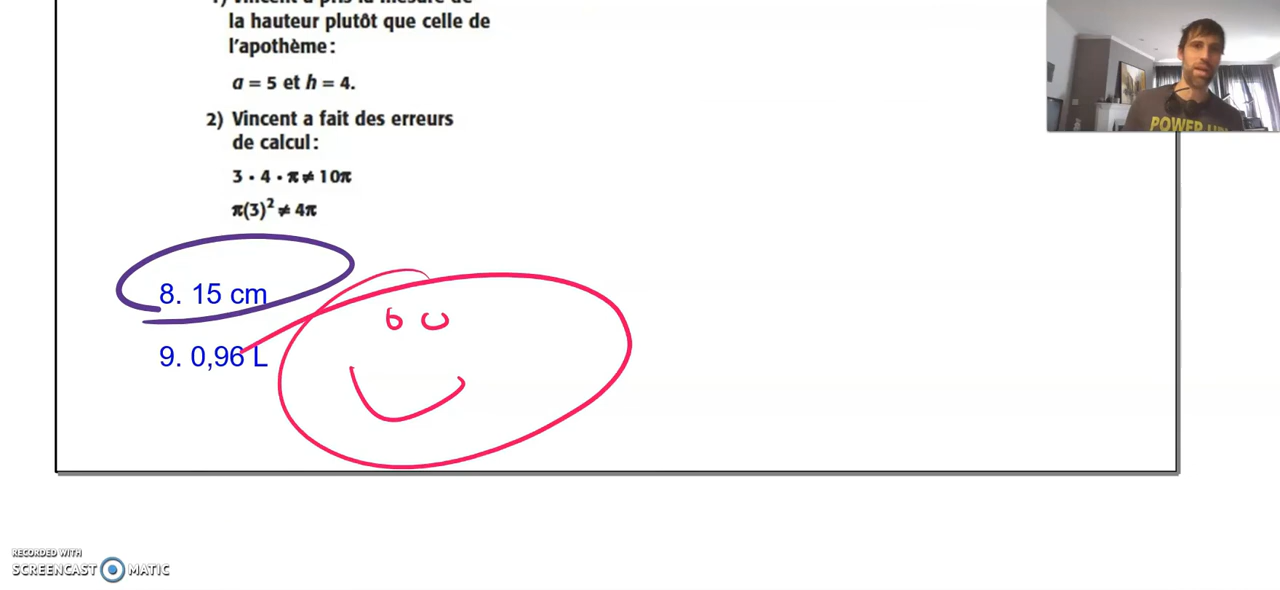 la hauteur plutôt que celle de
l'apothème :
a = 5 et h = 4.
2) Vincent a fait des erreurs
de calcul :
3 · 4 · π ≠ 10π
π(3)² ≠ 4π
8. 15 cm
9. 0,96 L
POWER UP
RECORDED WITH
SCREENCAST MATIC